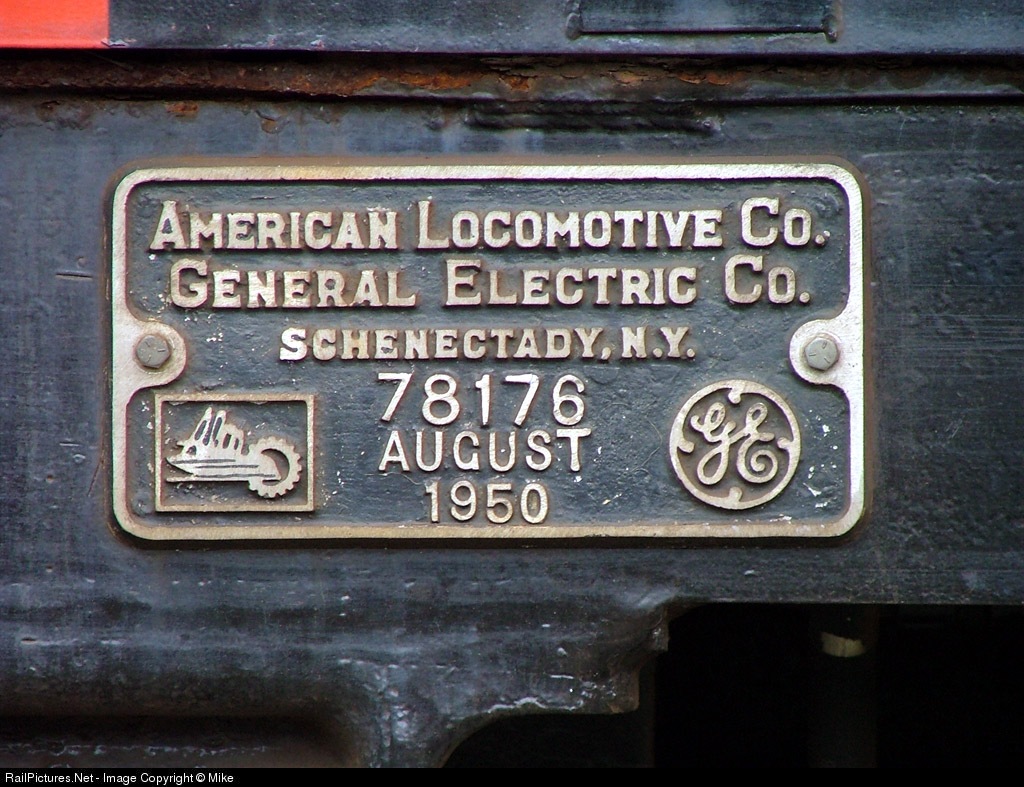 American Locomotive Co.
General Electric Co.
SCHENECTADY, N.Y.
78176
AUGUST
1950
GE
RailPictures.Net - Image Copyright © Mike